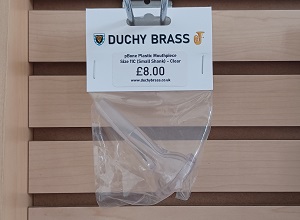 DUCHY BRASS
pBone Plastic Mouthpiece
Size 11C (Small Shank) - Clear
£8.00
www.duchybrass.co.uk